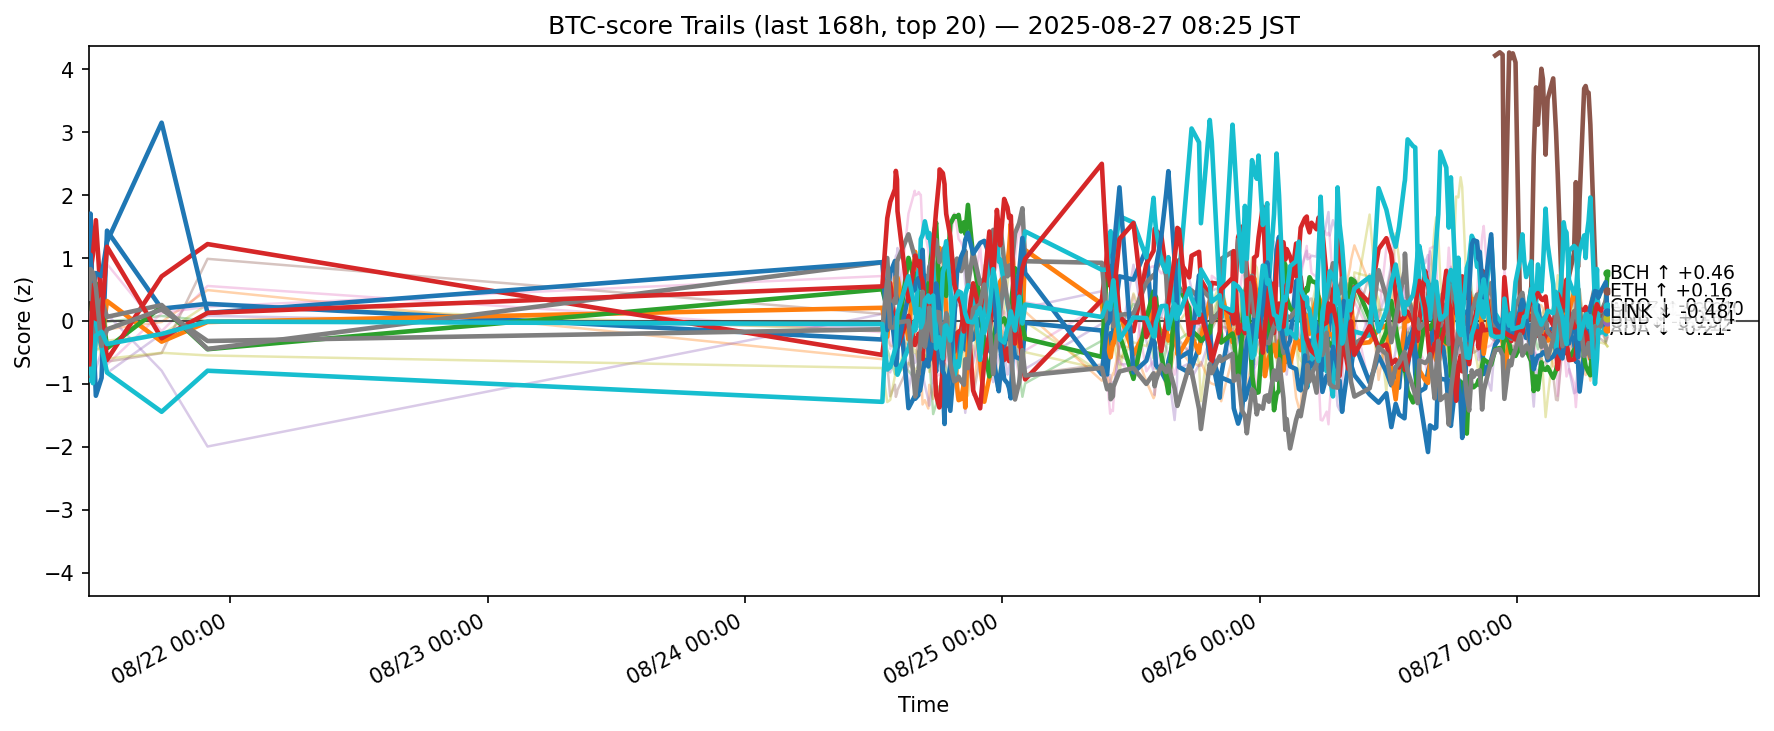 BTC-score Trails (last 168h, top 20) — 2025-08-27 08:25 JST
Score (z)
4
3
2
1
0
−1
−2
−3
−4
BCH ↑ +0.46
ETH ↑ +0.16
LINK ↓ -0.48
ADA ↓ -0.21
08/22 00:00
08/23 00:00
08/24 00:00
08/25 00:00
08/26 00:00
08/27 00:00
Time